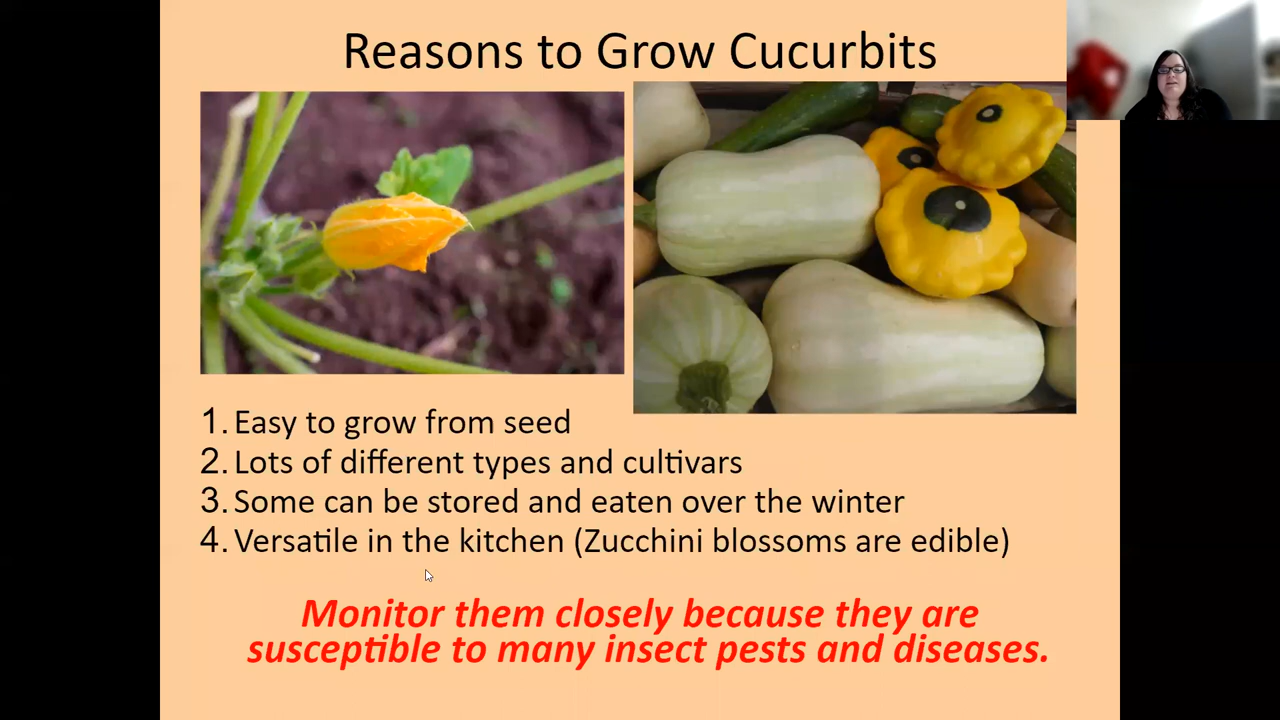 Reasons to Grow Cucurbits
1. Easy to grow from seed
2. Lots of different types and cultivars
3. Some can be stored and eaten over the winter
4. Versatile in the kitchen (Zucchini blossoms are edible)
Monitor them closely because they are
susceptible to many insect pests and diseases.